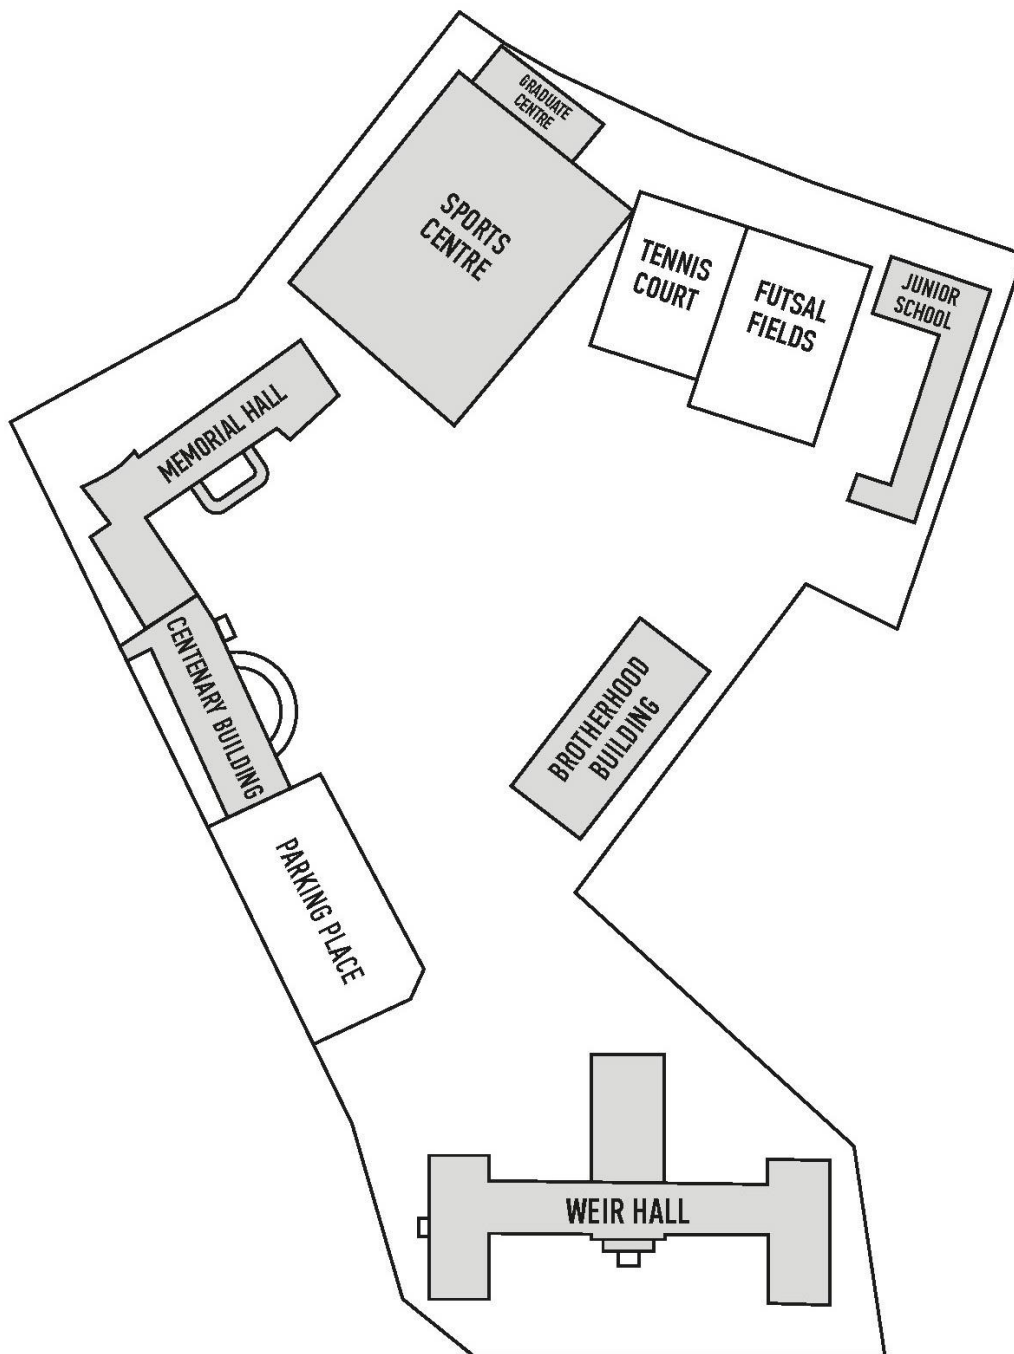 GRADUATE
CENTRE
SPORTS
CENTRE
TENNIS
COURT
FUTSAL
FIELDS
JUNIOR
SCHOOL
MEMORIAL HALL
CENTENARY BUILDING
BROTHERHOOD
BUILDING
PARKING PLACE
WEIR HALL